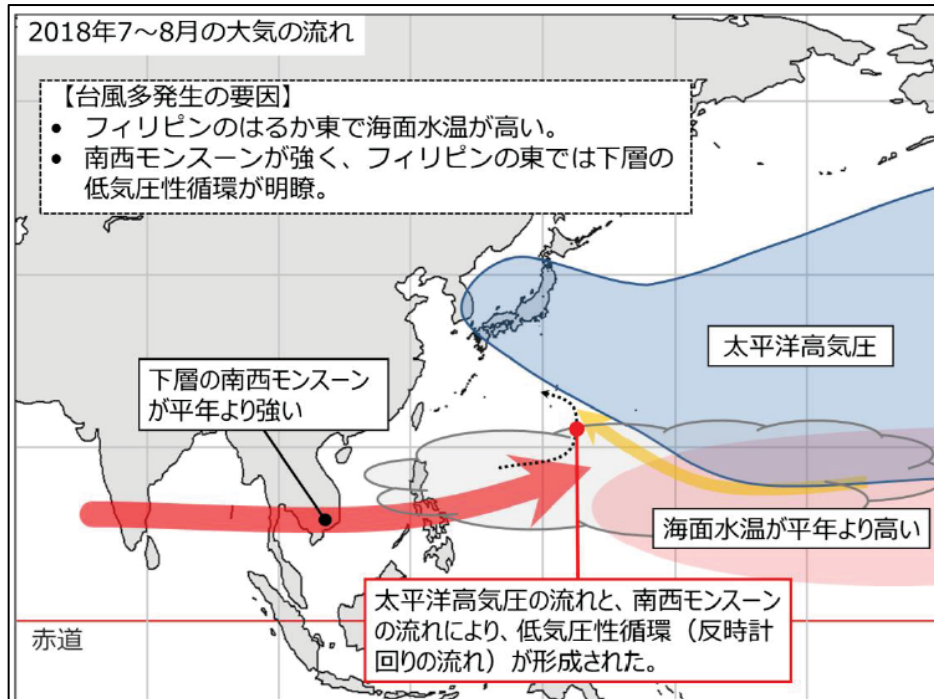 2018年7～8月の大気の流れ
【台風多発生の要因】
• フィリピンのはるか東で海面水温が高い。
• 南西モンスーンが強く、フィリピンの東では下層の
低気圧性循環が明瞭。
太平洋高気圧
下層の南西モンスーン
が平年より強い
海面水温が平年より高い
太平洋高気圧の流れと、南西モンスーン
の流れにより、低気圧性循環（反時計
回りの流れ）が形成された。
赤道